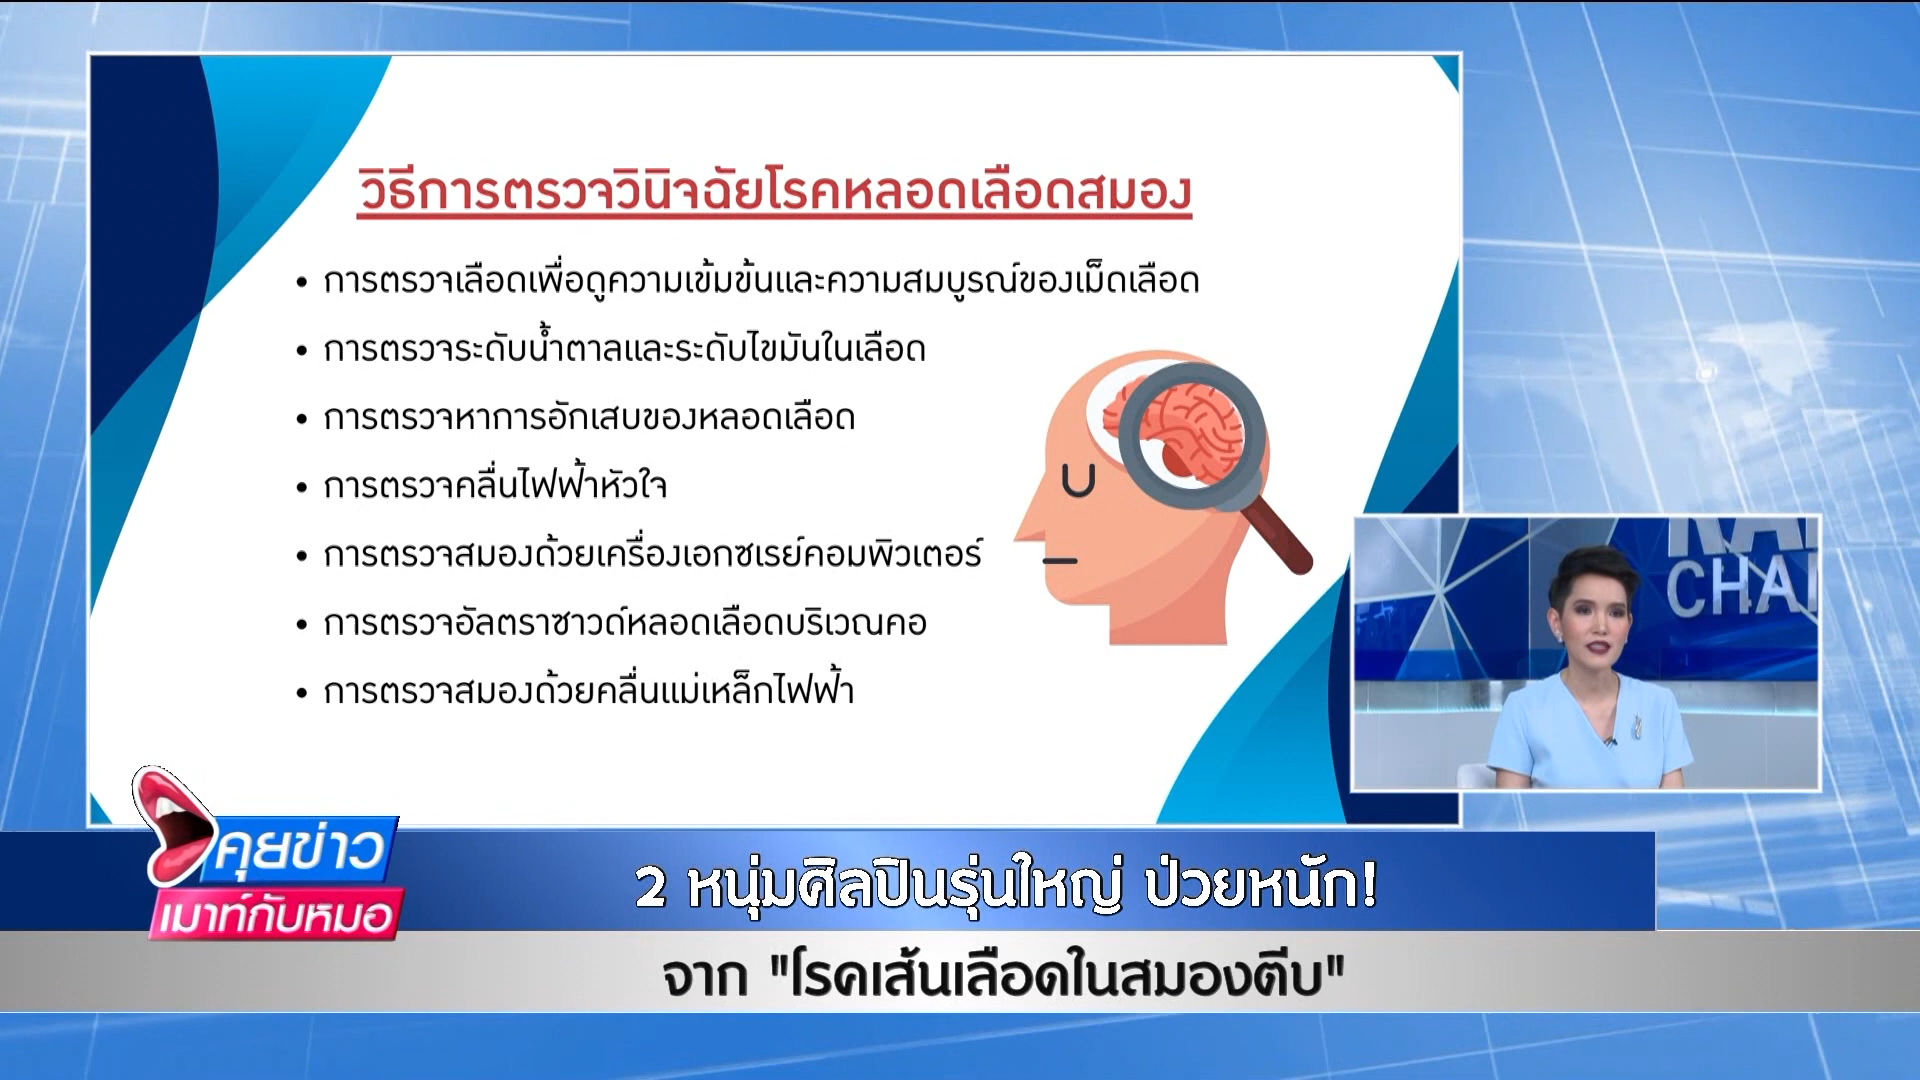 วิธีการตรวจวินิจฉัยโรคหลอดเลือดสมอง
• การตรวจเลือดเพื่อดูความเข้มข้นและความสมบูรณ์ของเม็ดเลือด
• การตรวจระดับน้ำตาลและระดับไขมันในเลือด
• การตรวจหาการอักเสบของหลอดเลือด
• การตรวจคลื่นไฟฟ้าหัวใจ
• การตรวจสมองด้วยเครื่องเอกซเรย์คอมพิวเตอร์
• การตรวจอัลตราซาวด์หลอดเลือดบริเวณคอ
• การตรวจสมองด้วยคลื่นแม่เหล็กไฟฟ้า
CHA
คุยข่าว
เมาท์กับหมอ
2 หนุ่มศิลปินรุ่นใหญ่ ป่วยหนัก!
จาก "โรคเส้นเลือดในสมองตีบ"